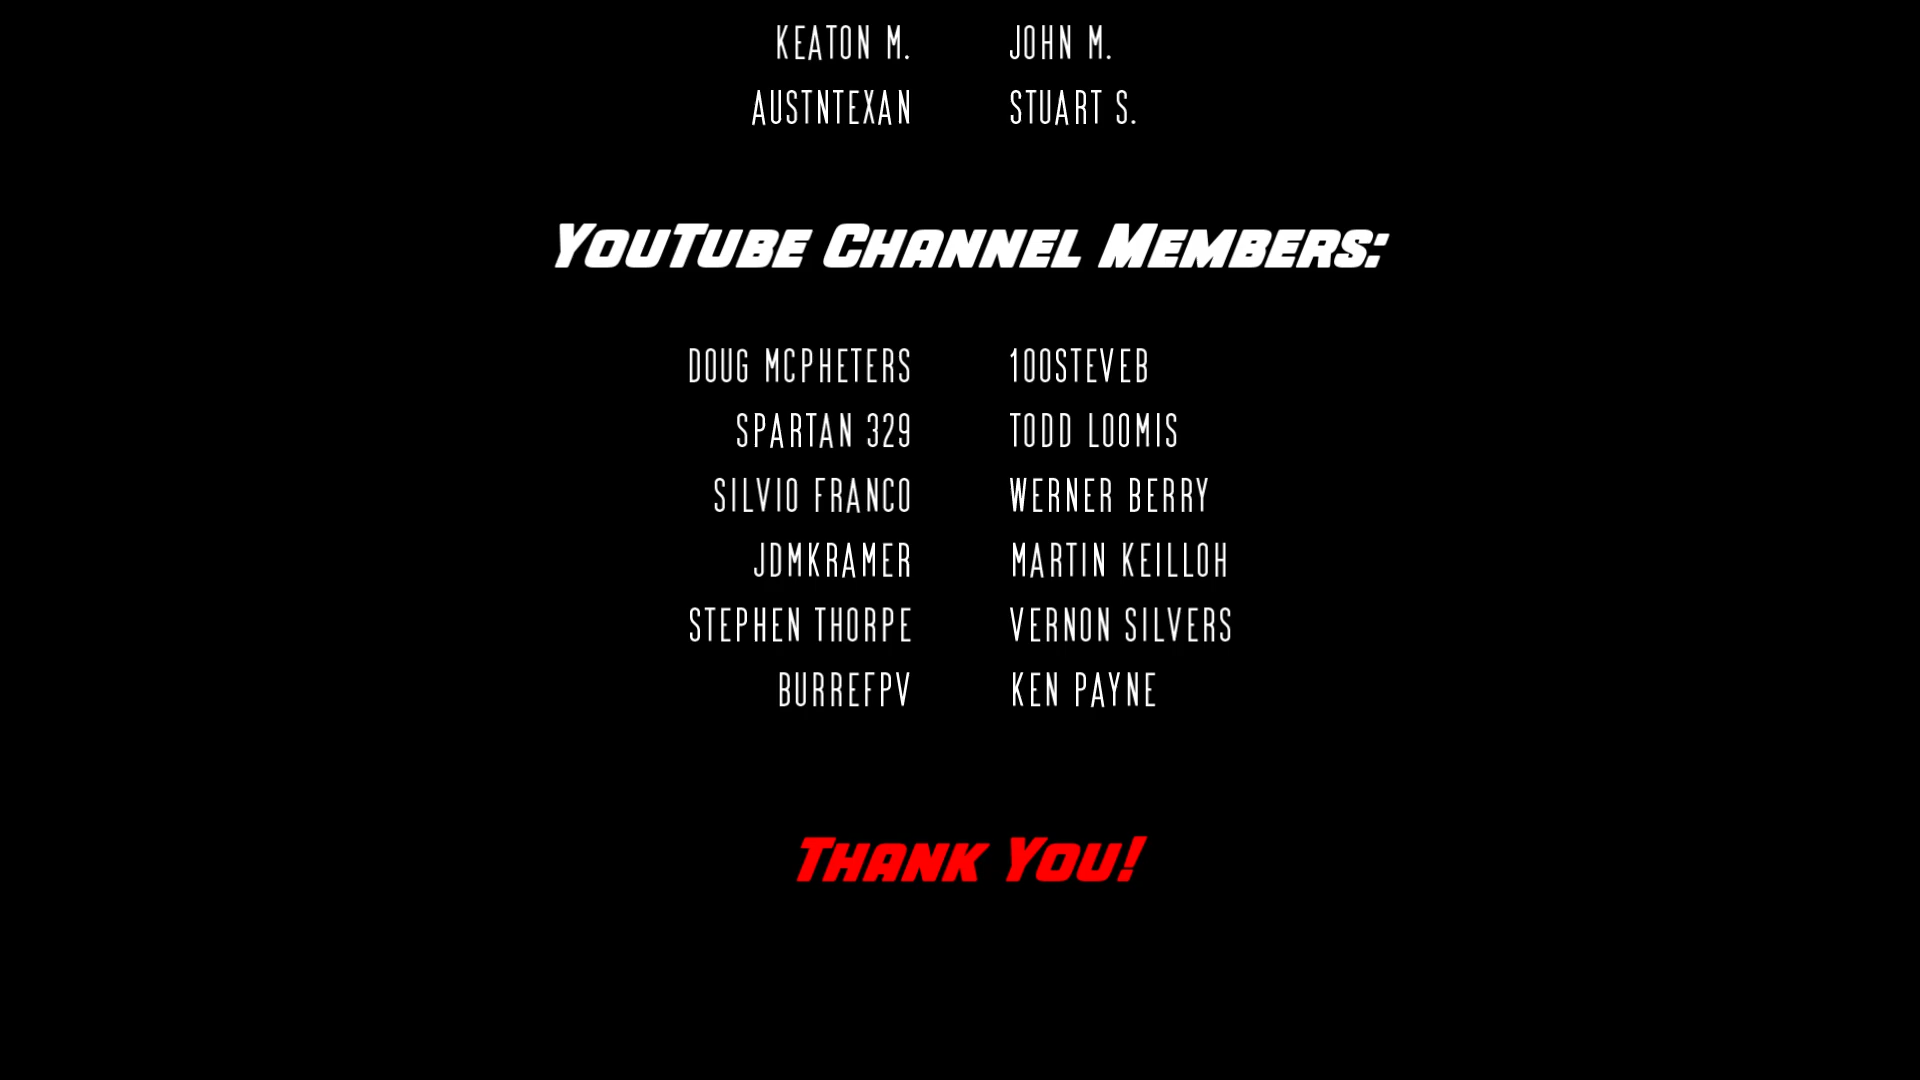 KEATON M. JOHN M.
AUSTNTEXAN STUART S.
YOUTUBE CHANNEL MEMBERS:
DOUG MCPHETERS 100STEVEB
SPARTAN 329 TODD LOOMIS
SILVIO FRANCO WERNER BERRY
JDMKRAMER MARTIN KEILLOH
STEPHEN THORPE VERNON SILVERS
BURREFPV KEN PAYNE
THANK YOU!